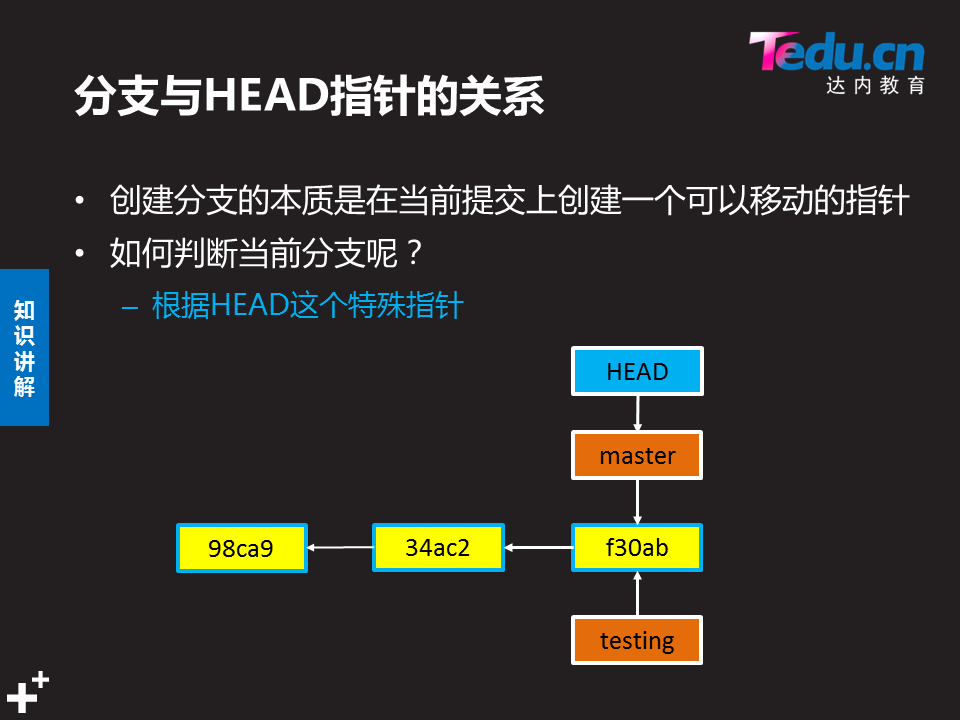 Tedu.cn
达内教育
分支与HEAD指针的关系
• 创建分支的本质是在当前提交上创建一个可以移动的指针
• 如何判断当前分支呢？
– 根据HEAD这个特殊指针
知
识
讲
解
HEAD
master
98ca9
34ac2
f30ab
testing